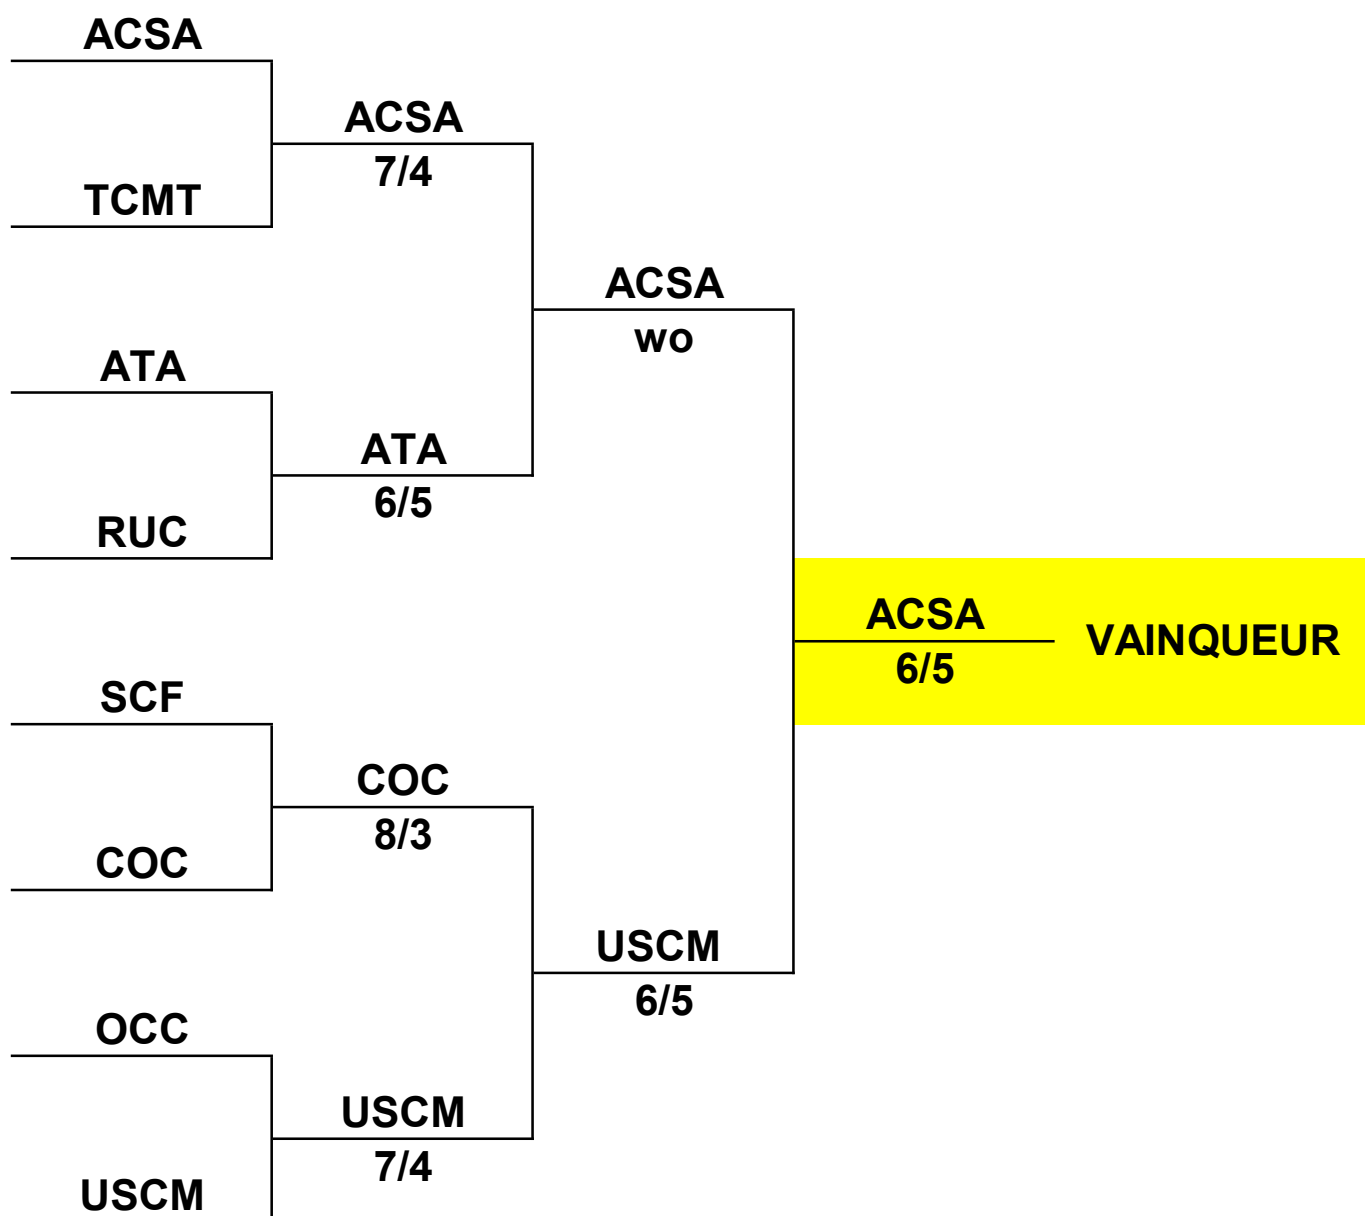 ACSA
ACSA
7/4
TCMT
ACSA
wo
ATA
ATA
6/5
RUC
ACSA
6/5
VAINQUEUR
SCF
COC
8/3
COC
USCM
6/5
OCC
USCM
7/4
USCM